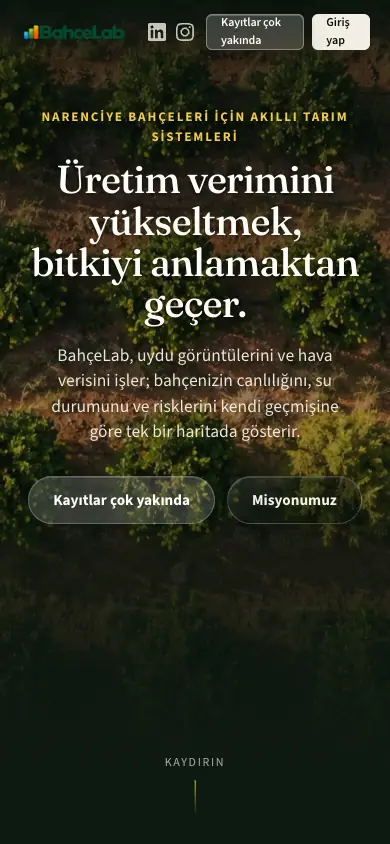 BahçeLab
Kayıtlar çok
yakında
Giriş
yap
NARENCİYE BAHÇELERİ İÇİN AKILLI TARIM
SİSTEMLERİ
Üretim verimini
yükseltmek,
bitkiyi anlamaktan
geçer.
BahçeLab, uydu görüntülerini ve hava
verisini işler; bahçenizin canlılığını, su
durumunu ve risklerini kendi geçmişine
göre tek bir haritada gösterir.
Kayıtlar çok yakında
Misyonumuz
KAYDIRIN